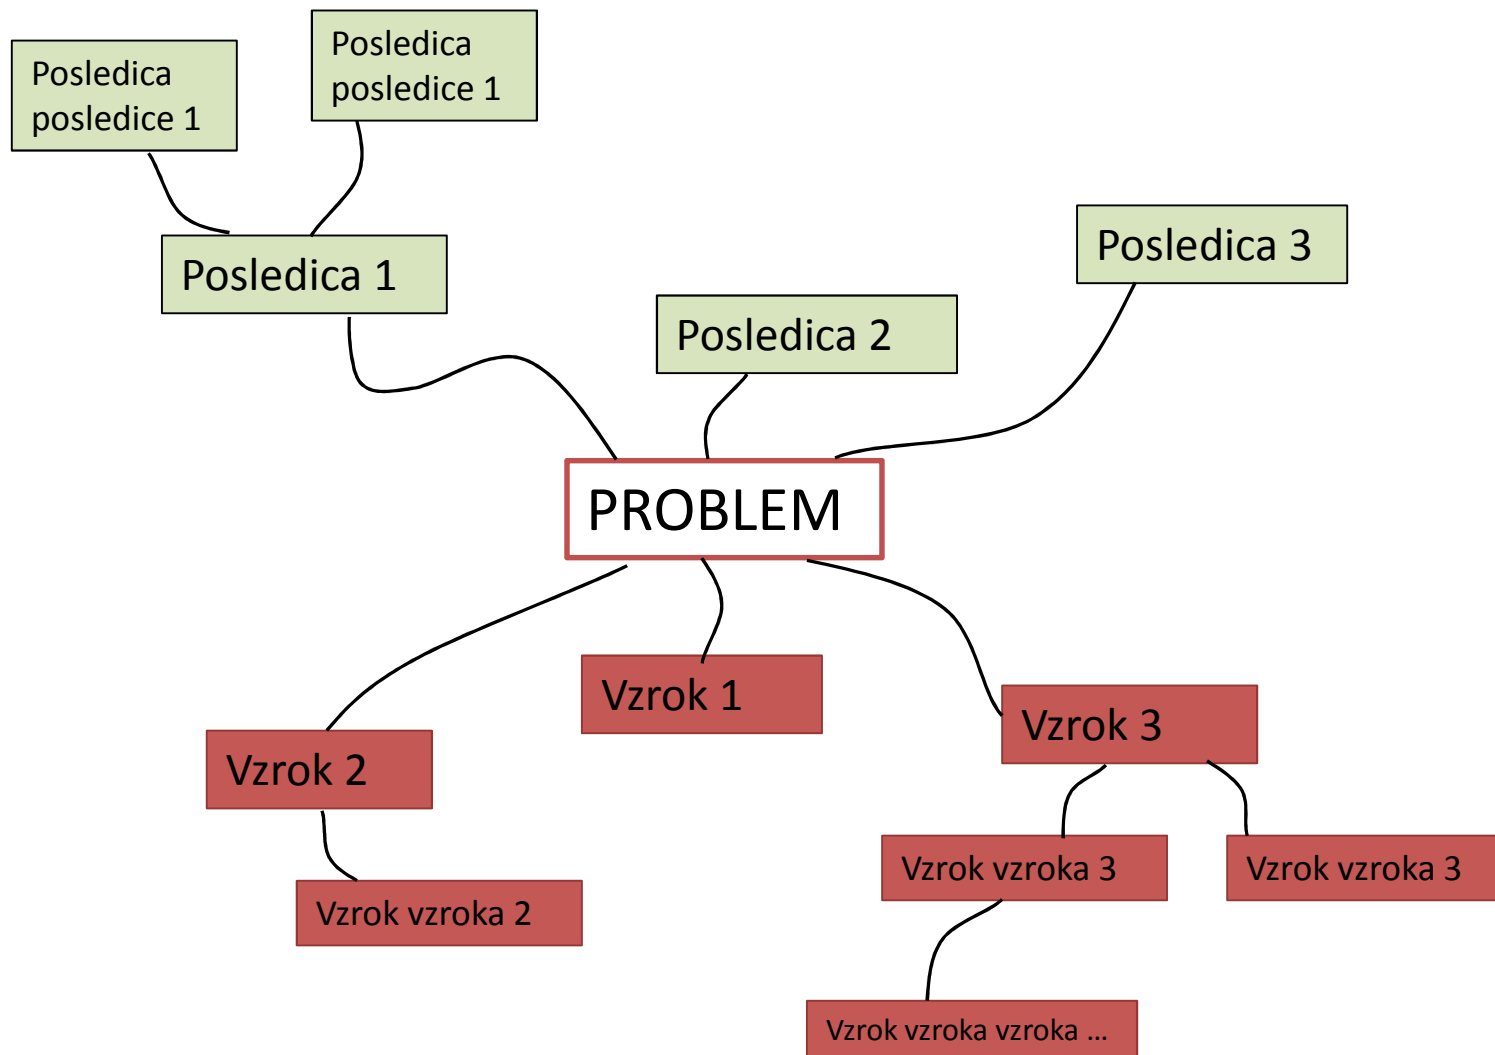 Posledica
posledice 1
Posledica
posledice 1
Posledica 1
Posledica 3
Posledica 2
PROBLEM
Vzrok 1
Vzrok 3
Vzrok 2
Vzrok vzroka 3
Vzrok vzroka 3
Vzrok vzroka 2
Vzrok vzroka vzroka ...